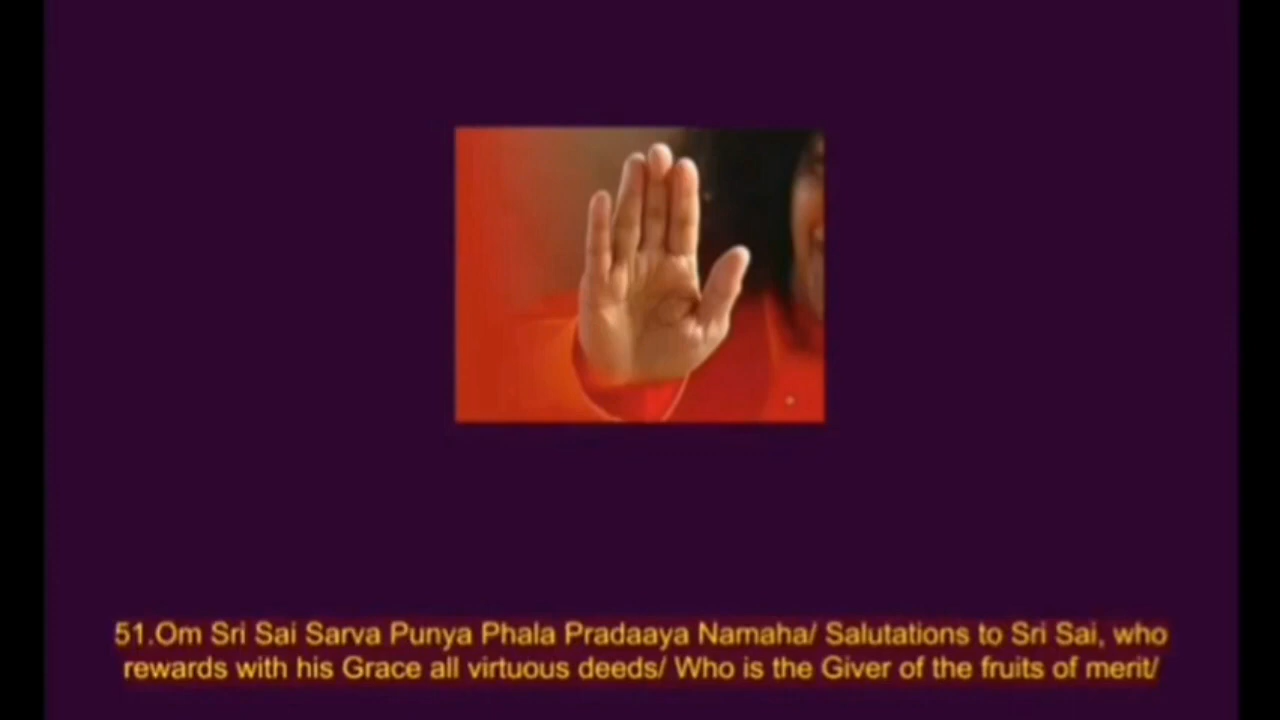 51.Om Sri Sai Sarva Punya Phala Pradaaya Namaha/ Salutations to Sri Sai, who
rewards with his Grace all virtuous deeds/ Who is the Giver of the fruits of merit/